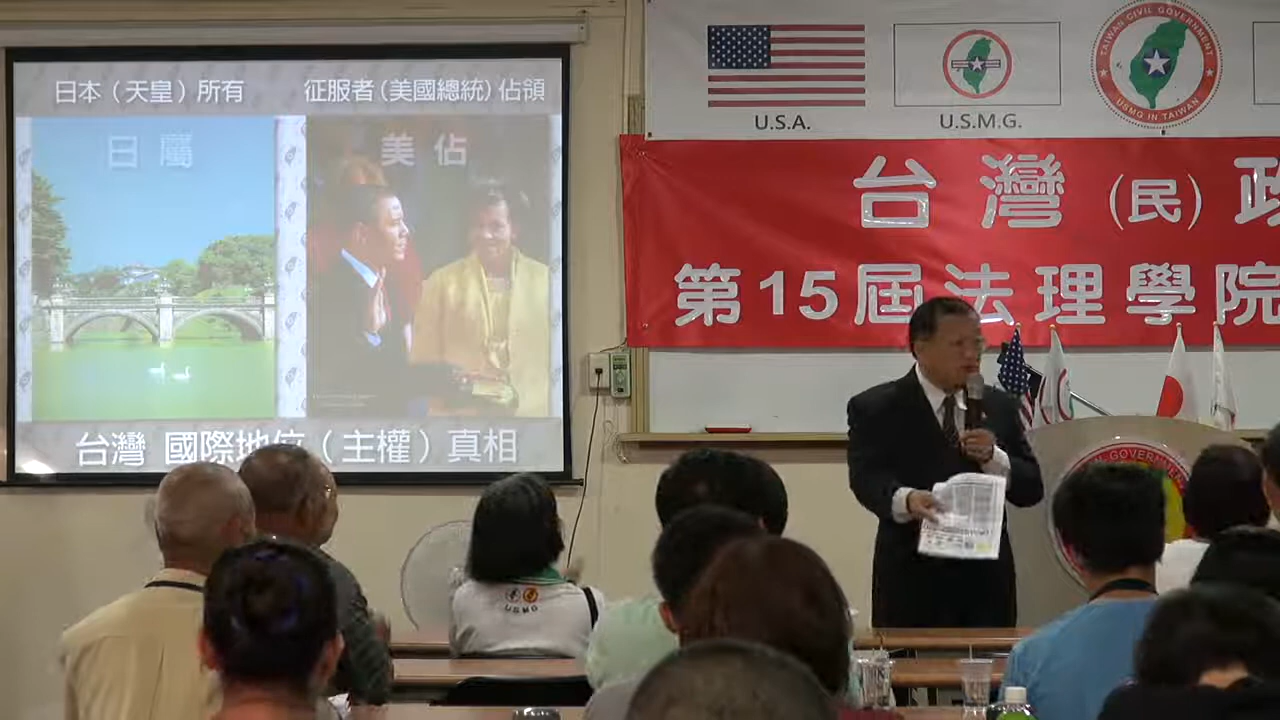 日本（天皇）所有
征服者（美國總統）佔領
日屬
美佔
台灣 國際地位（主權）真相
U.S.A.
U.S.M.G.
TAIWAN CIVIL GOVERNMENT
USMG IN TAIWAN
台灣（民）政
第15屆法理學院
GOVERNMENT
USMG